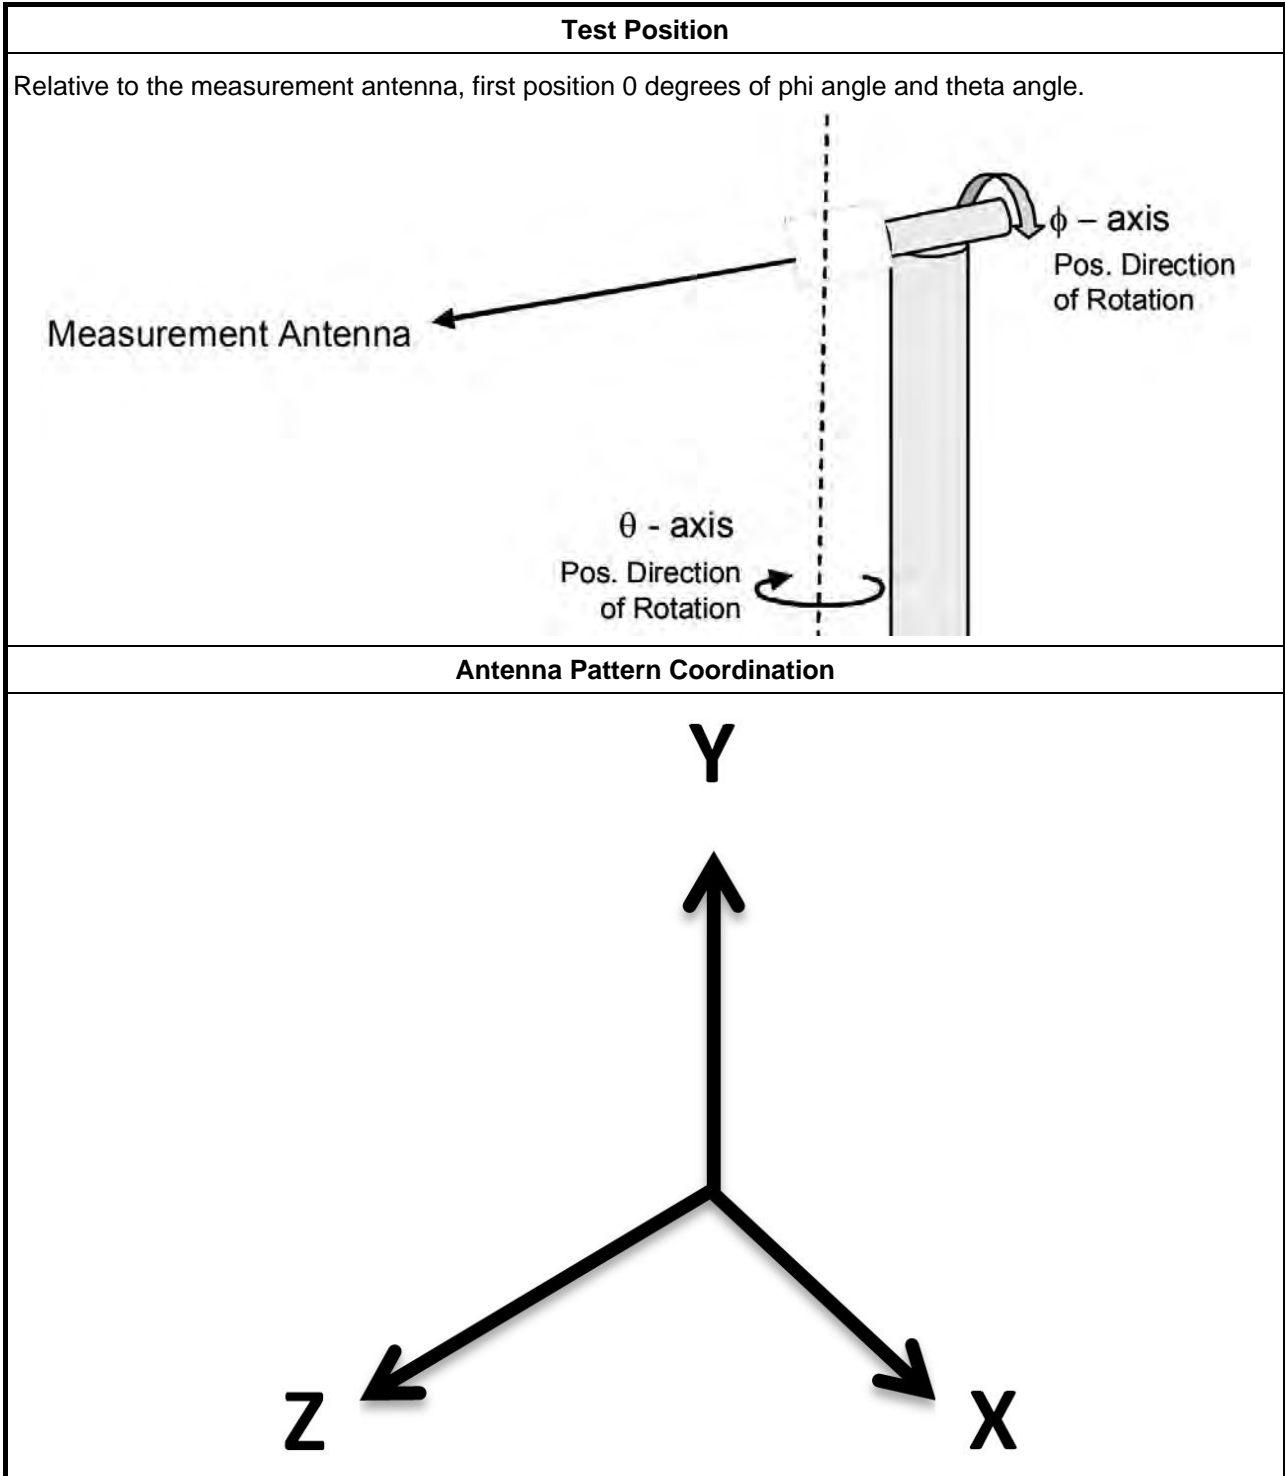 Test Position
Relative to the measurement antenna, first position 0 degrees of phi angle and theta angle.
ϕ – axis
Pos. Direction
of Rotation
Measurement Antenna
θ - axis
Pos. Direction
of Rotation
Antenna Pattern Coordination
Y
Z
X